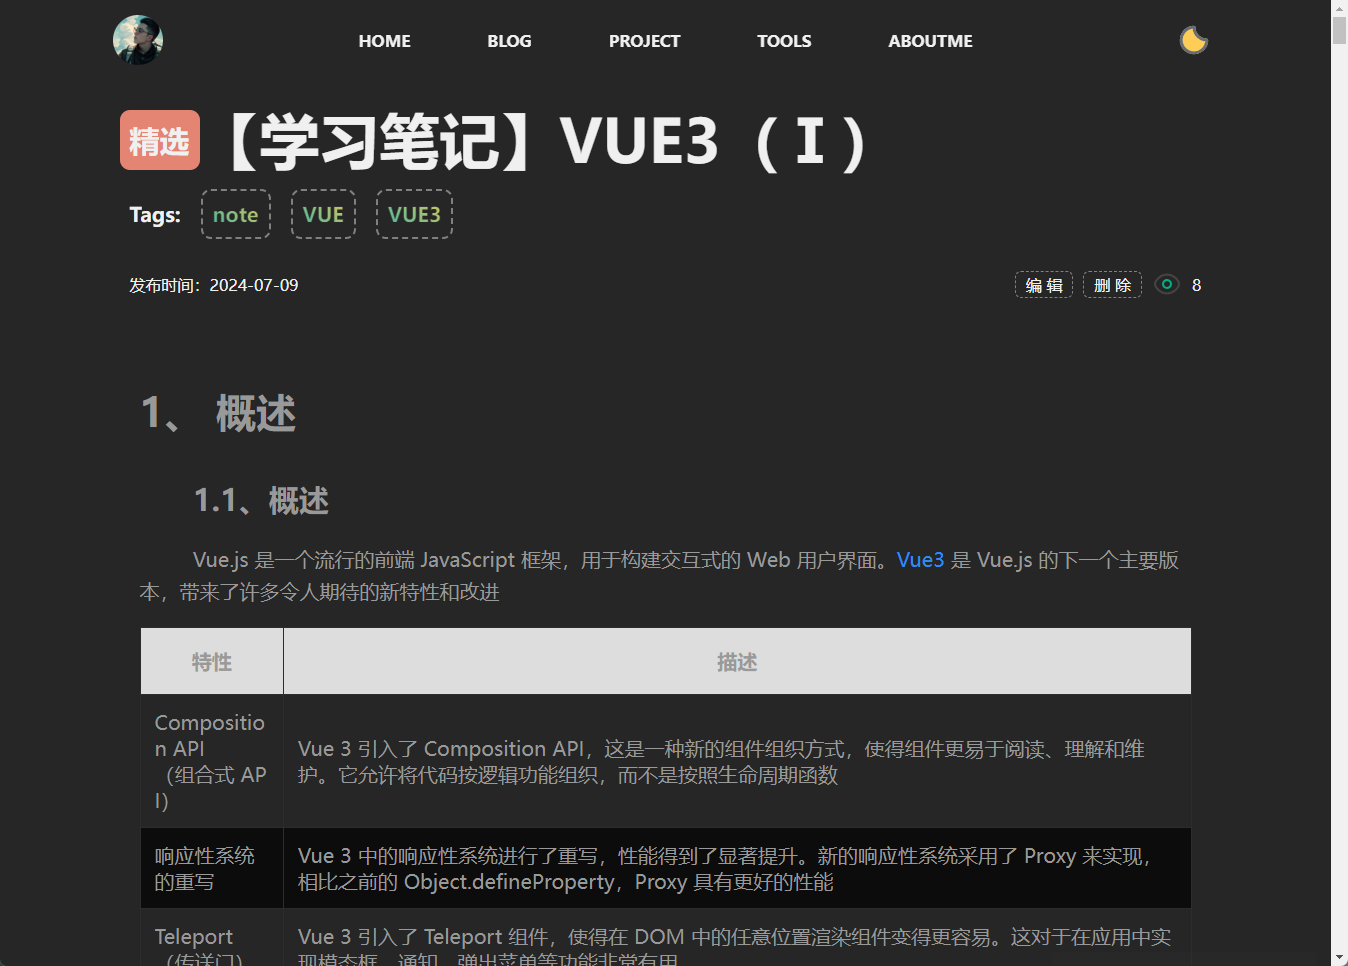 HOME BLOG PROJECT TOOLS ABOUTME
精选 【学习笔记】VUE3（I）
Tags: note VUE VUE3
发布时间：2024-07-09 编 辑 删 除 8
1、 概述
1.1、概述
Vue.js 是一个流行的前端 JavaScript 框架，用于构建交互式的 Web 用户界面。Vue3 是 Vue.js 的下一个主要版
本，带来了许多令人期待的新特性和改进
特性 描述
Compositio
n API
（组合式 AP
I）
Vue 3 引入了 Composition API，这是一种新的组件组织方式，使得组件更易于阅读、理解和维
护。它允许将代码按逻辑功能组织，而不是按照生命周期函数
响应性系统
的重写
Vue 3 中的响应性系统进行了重写，性能得到了显著提升。新的响应性系统采用了 Proxy 来实现，
相比之前的 Object.defineProperty，Proxy 具有更好的性能
Teleport
（传送门）
Vue 3 引入了 Teleport 组件，使得在 DOM 中的任意位置渲染组件变得更容易。这对于在应用中实
现模态框、通知、弹出菜单等功能非常有用